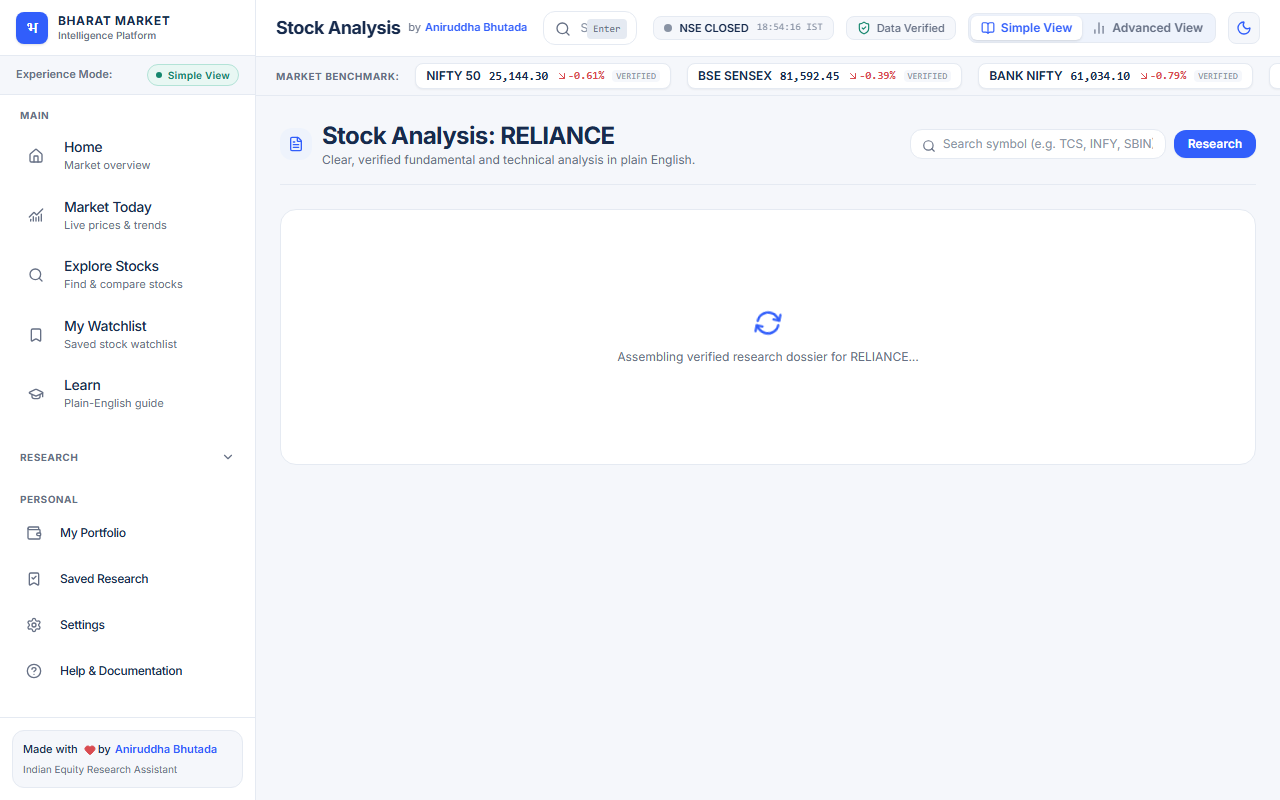 भ
BHARAT MARKET
Intelligence Platform
Experience Mode:
Simple View
MAIN
Home
Market overview
Market Today
Live prices & trends
Explore Stocks
Find & compare stocks
My Watchlist
Saved stock watchlist
Learn
Plain-English guide
RESEARCH
PERSONAL
My Portfolio
Saved Research
Settings
Help & Documentation
Made with by Aniruddha Bhutada
Indian Equity Research Assistant
Stock Analysis by Aniruddha Bhutada
Enter
NSE CLOSED 18:54:16 IST
Data Verified
Simple View
Advanced View
MARKET BENCHMARK:
NIFTY 50 25,144.30 ↘-0.61% VERIFIED
BSE SENSEX 81,592.45 ↘-0.39% VERIFIED
BANK NIFTY 61,034.10 ↘-0.79% VERIFIED
Stock Analysis: RELIANCE
Clear, verified fundamental and technical analysis in plain English.
Search symbol (e.g. TCS, INFY, SBIN
Research
Assembling verified research dossier for RELIANCE...